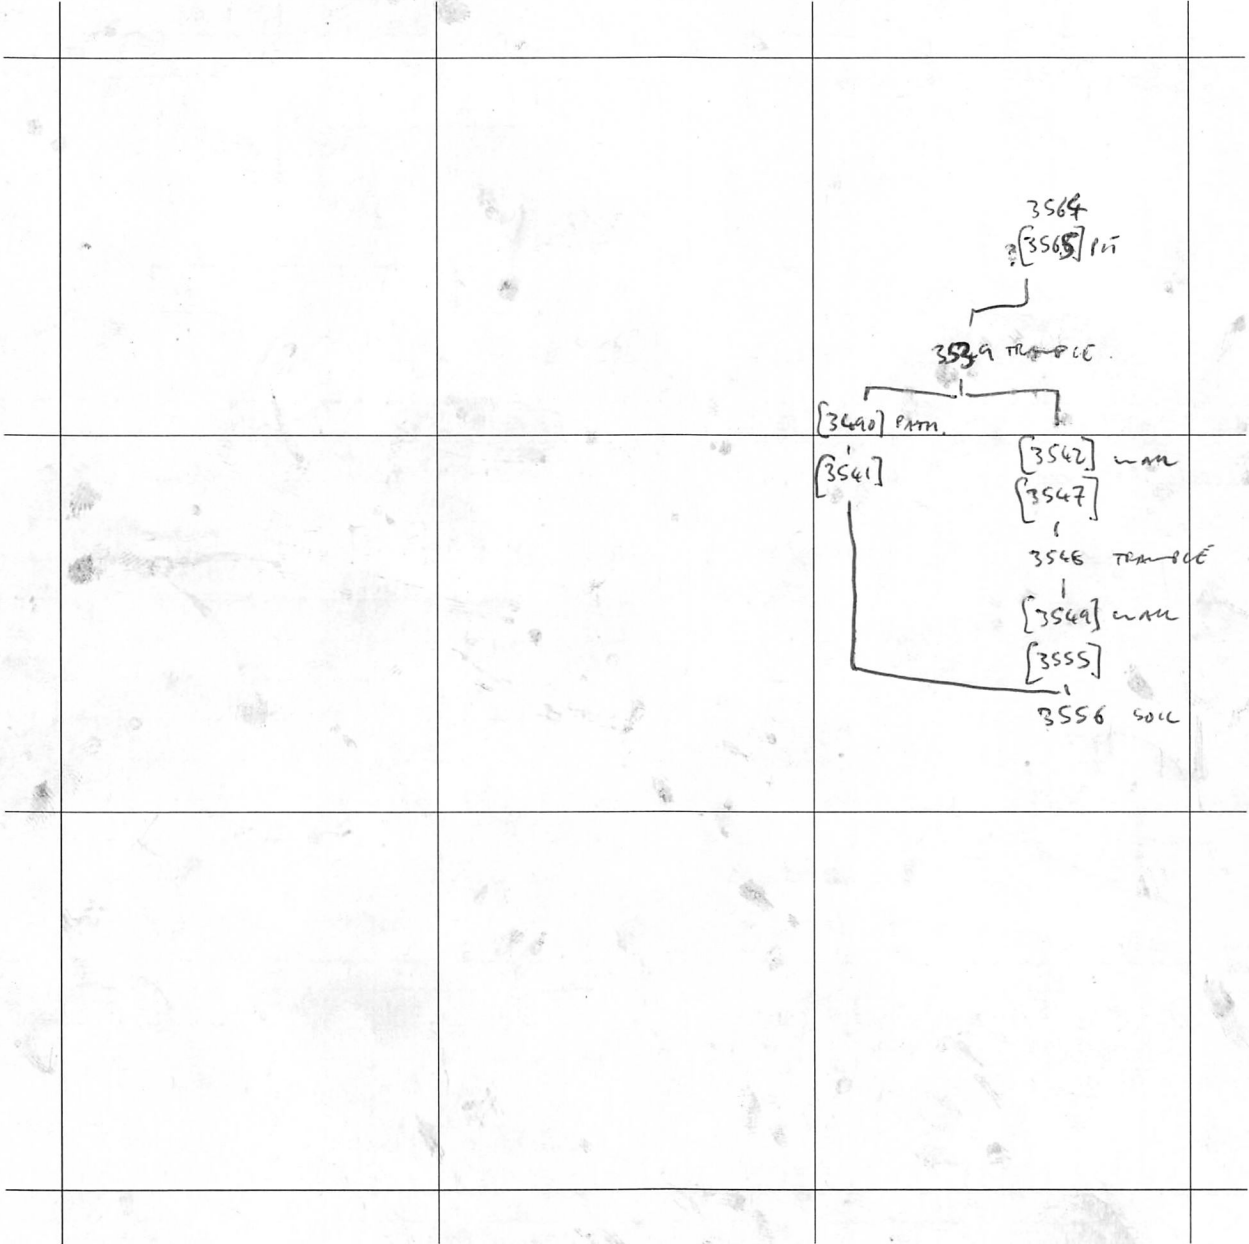 3564
?[3565] PIT
3539 TRAMPLE
[3490] PATH.
[3541]
[3542] WALL
[3547]
3548 TRAMPLE
[3549] WALL
[3555]
3556 SOIL